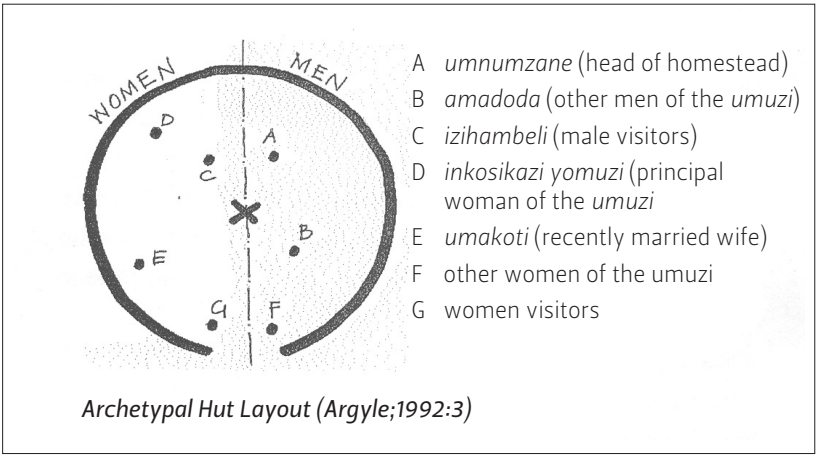 WOMEN
MEN
D
A
C
B
E
G
F
A umnumzane (head of homestead)
B amadoda (other men of the umuzi)
C izihambeli (male visitors)
D inkosikazi yomuzi (principal
woman of the umuzi
E umakoti (recently married wife)
F other women of the umuzi
G women visitors
Archetypal Hut Layout (Argyle;1992:3)